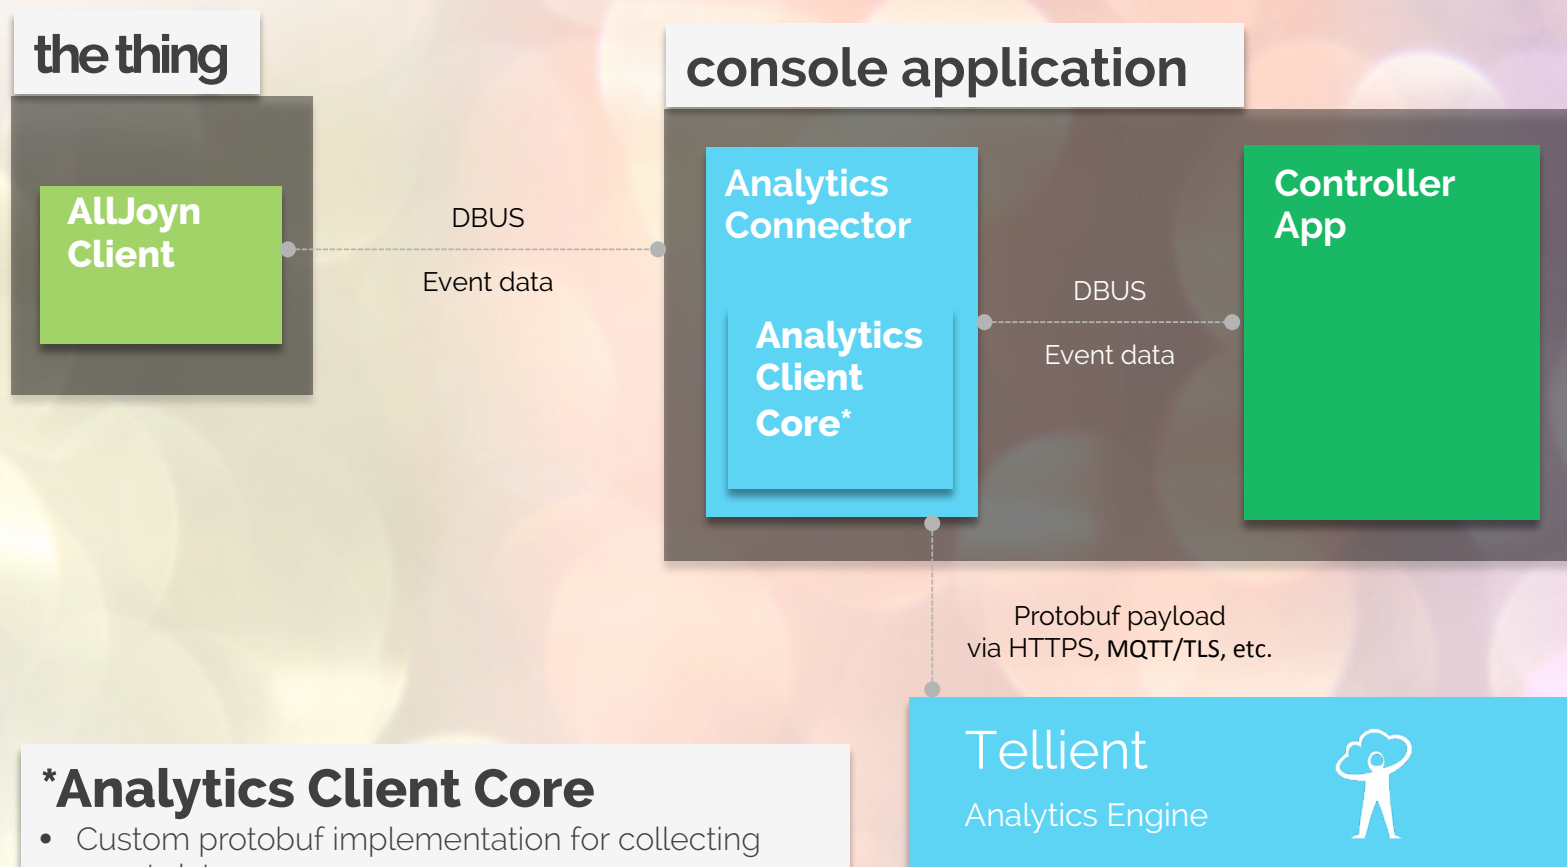 the thing
console application
AllJoyn
Client
DBUS
Event data
Analytics
Connector
Analytics
Client
Core*
DBUS
Event data
Controller
App
Protobuf payload
via HTTPS, MQTT/TLS, etc.
Tellient
Analytics Engine
*Analytics Client Core
• Custom protobuf implementation for collecting